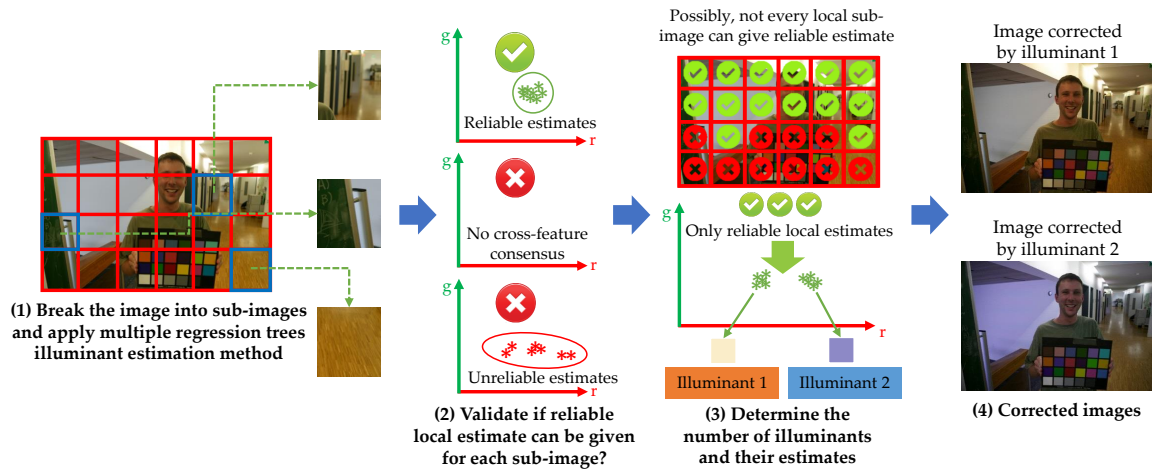 (1) Break the image into sub-images
and apply multiple regression trees
illuminant estimation method
g
Reliable estimates
r
g
No cross-feature
consensus
r
g
Unreliable estimates
r
(2) Validate if reliable
local estimate can be given
for each sub-image?
Possibly, not every local sub-
image can give reliable estimate
g
Only reliable local estimates
r
Illuminant 1
Illuminant 2
(3) Determine the
number of illuminants
and their estimates
Image corrected
by illuminant 1
Image corrected
by illuminant 2
(4) Corrected images